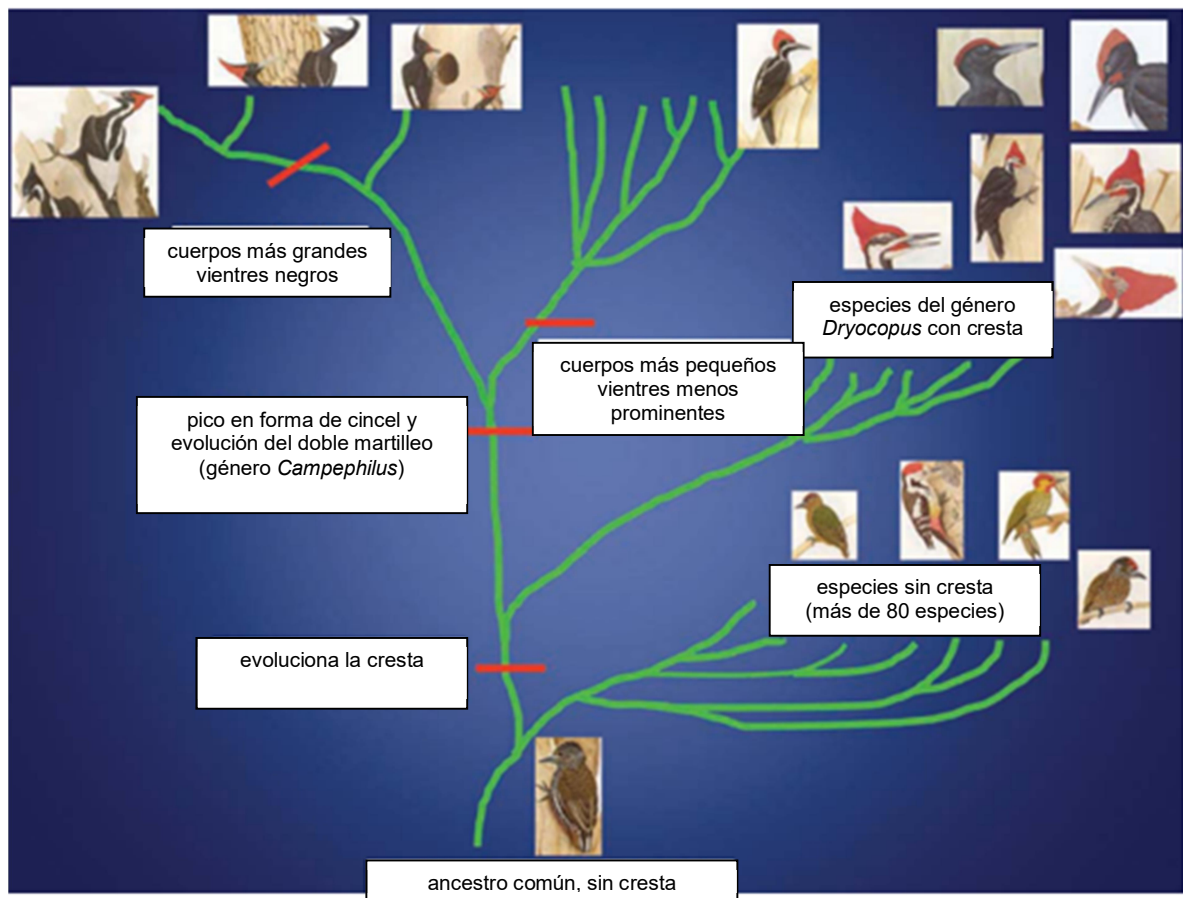 cuerpos más grandes
vientres negros
especies del género
Dryocopus con cresta
cuerpos más pequeños
vientres menos
prominentes
pico en forma de cincel y
evolución del doble martilleo
(género Campephilus)
especies sin cresta
(más de 80 especies)
evoluciona la cresta
ancestro común, sin cresta